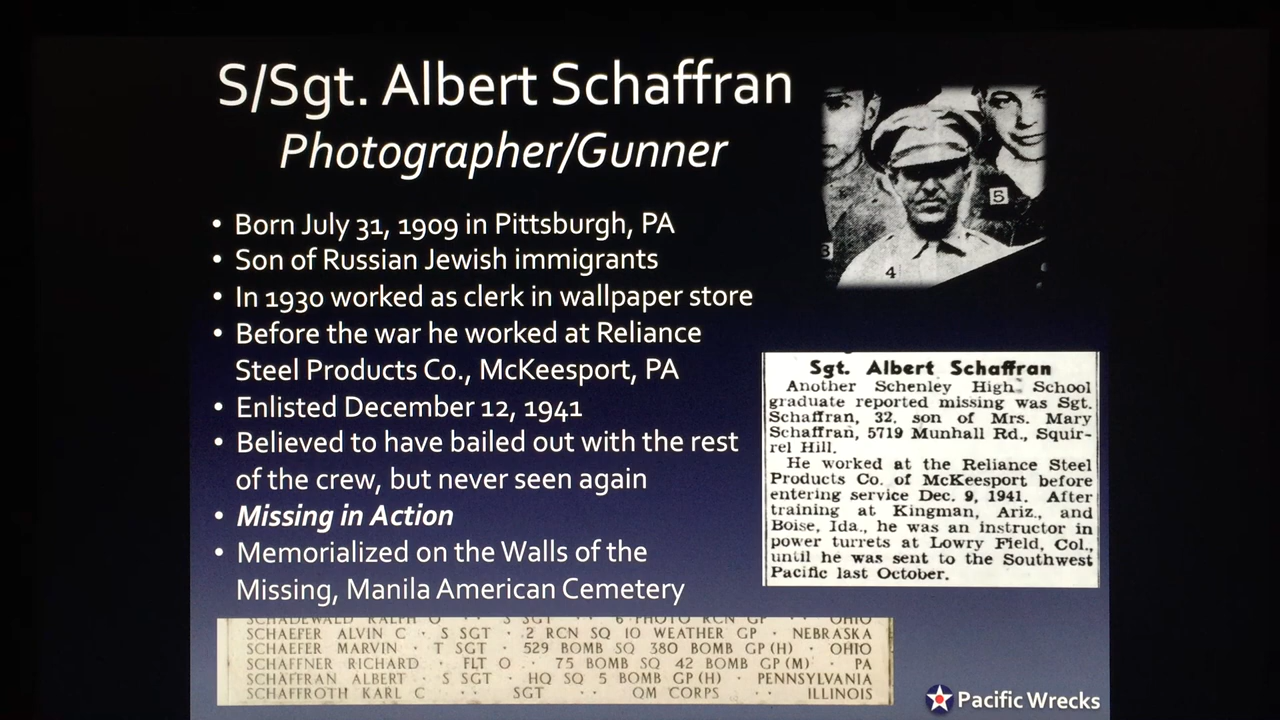 S/Sgt. Albert Schaffran
Photographer/Gunner
• Born July 31, 1909 in Pittsburgh, PA
• Son of Russian Jewish immigrants
• In 1930 worked as clerk in wallpaper store
• Before the war he worked at Reliance
Steel Products Co., McKeesport, PA
• Enlisted December 12, 1941
• Believed to have bailed out with the rest
of the crew, but never seen again
• Missing in Action
• Memorialized on the Walls of the
Missing, Manila American Cemetery
5
3
4
Sgt. Albert Schaffran
Another Schenley High School
graduate reported missing was Sgt.
Schaffran, 32, son of Mrs. Mary
Schaffran, 5719 Munhall Rd., Squir-
rel Hill.
He worked at the Reliance Steel
Products Co. of McKeesport before
entering service Dec. 9, 1941. After
training at Kingman, Ariz., and
Boise, Ida., he was an instructor in
power turrets at Lowry Field, Col.,
until he was sent to the Southwest
Pacific last October.
SCHADEWALD RALPH O · · S SGT · · 6 PHOTO RCN GP · · OHIO
SCHAEFER ALVIN C · S SGT · 2 RCN SQ 10 WEATHER GP · NEBRASKA
SCHAEFER MARVIN · T SGT · 529 BOMB SQ 380 BOMB GP (H) · OHIO
SCHAFFNER RICHARD · FLT O · · 75 BOMB SQ 42 BOMB GP (M) · PA
SCHAFFRAN ALBERT · S SGT · HQ SQ 5 BOMB GP (H) · PENNSYLVANIA
SCHAFFROTH KARL C · · SGT · · QM CORPS · · ILLINOIS
Pacific Wrecks